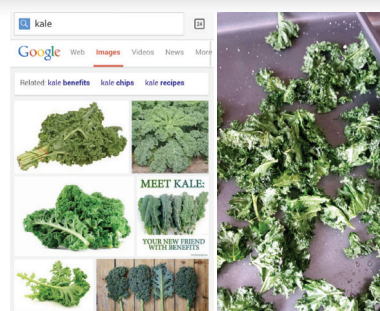 kale
24
Google Web Images Videos News More
Related: kale benefits kale chips kale recipes
MEET KALE:
YOUR NEW FRIEND
WITH BENEFITS